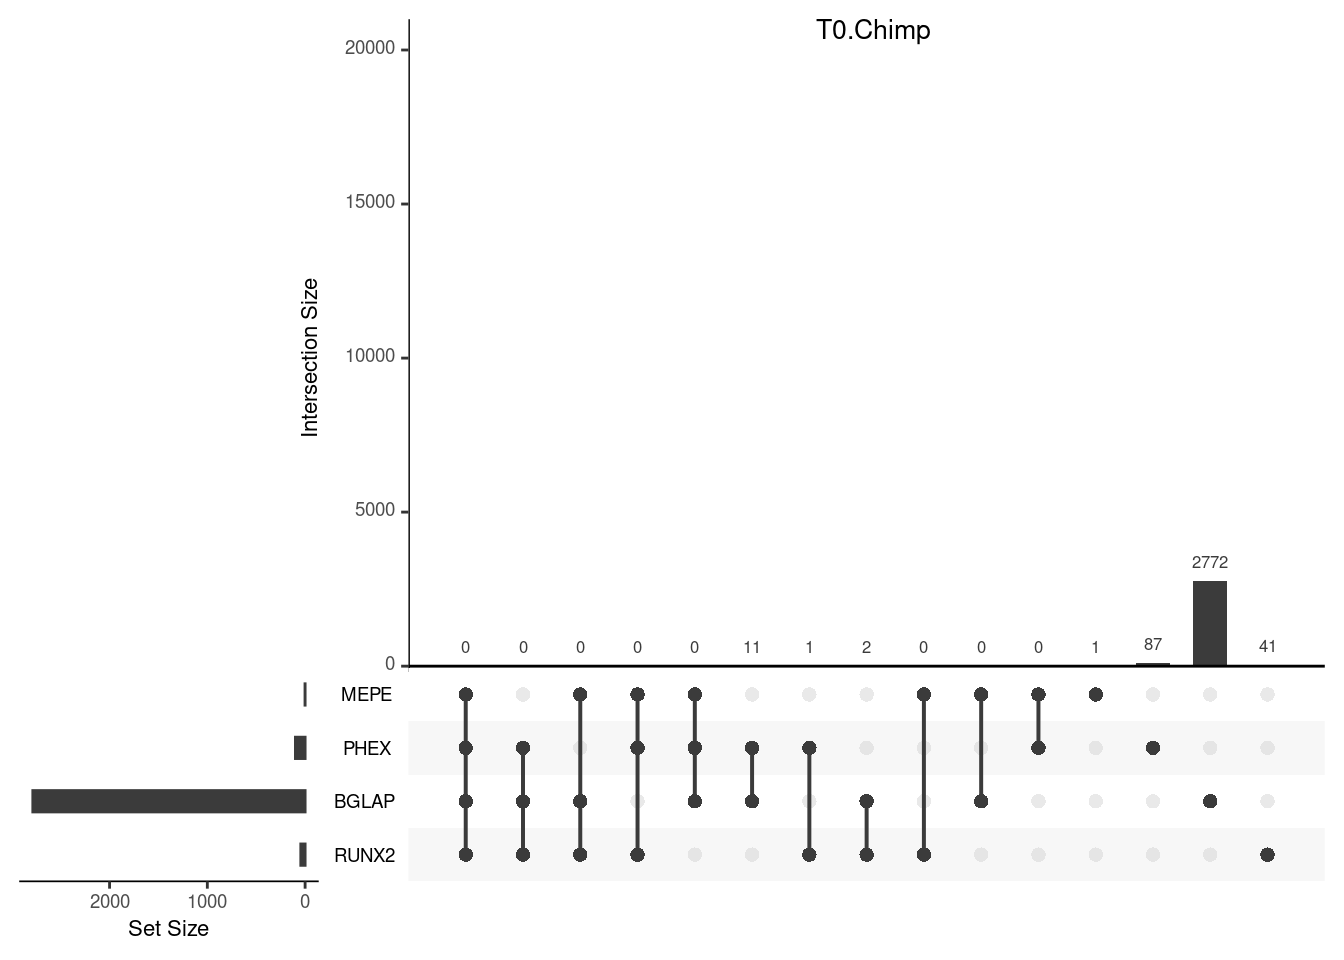 T0.Chimp
20000
15000
10000
5000
0
Intersection Size
2772
0 0 0 0 0 11 1 2 0 0 0 1 87 41
MEPE
PHEX
BGLAP
RUNX2
2000 1000 0
Set Size